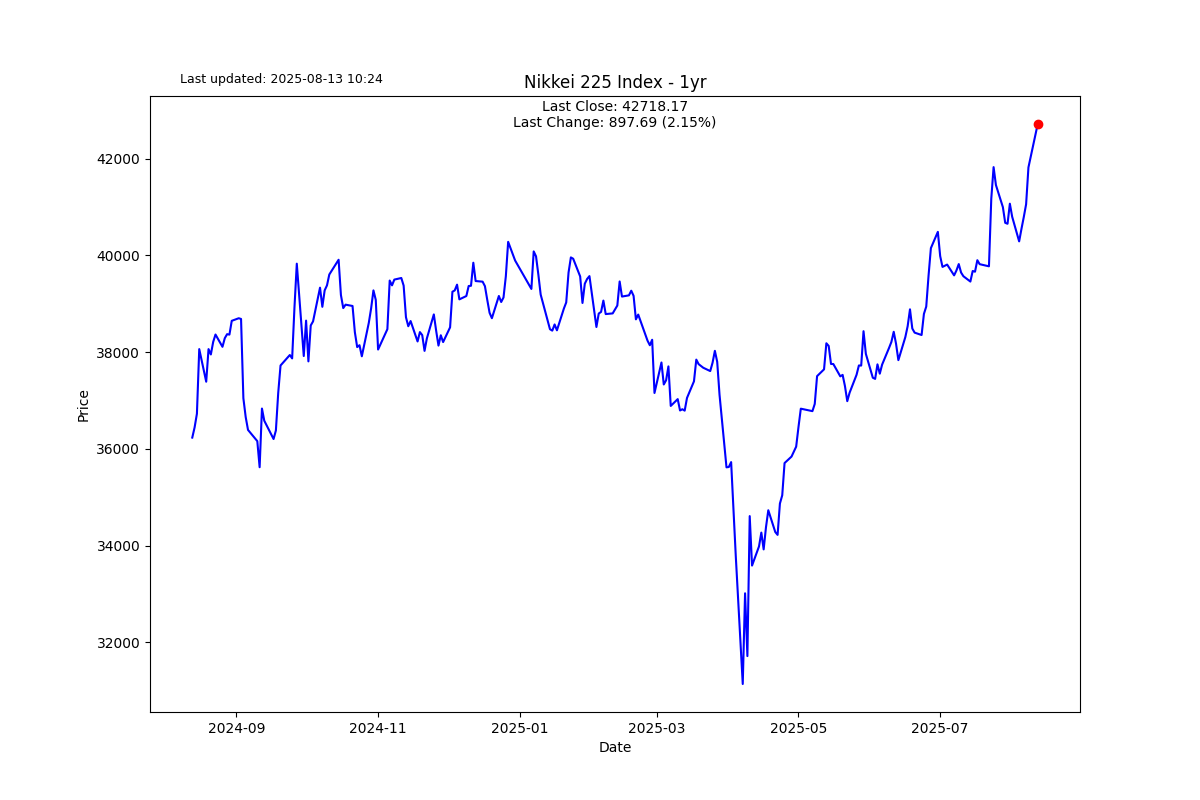 Last updated: 2025-08-13 10:24
Nikkei 225 Index - 1yr
Last Close: 42718.17
Last Change: 897.69 (2.15%)
42000
40000
38000
36000
34000
32000
Price
2024-09
2024-11
2025-01
2025-03
2025-05
2025-07
Date